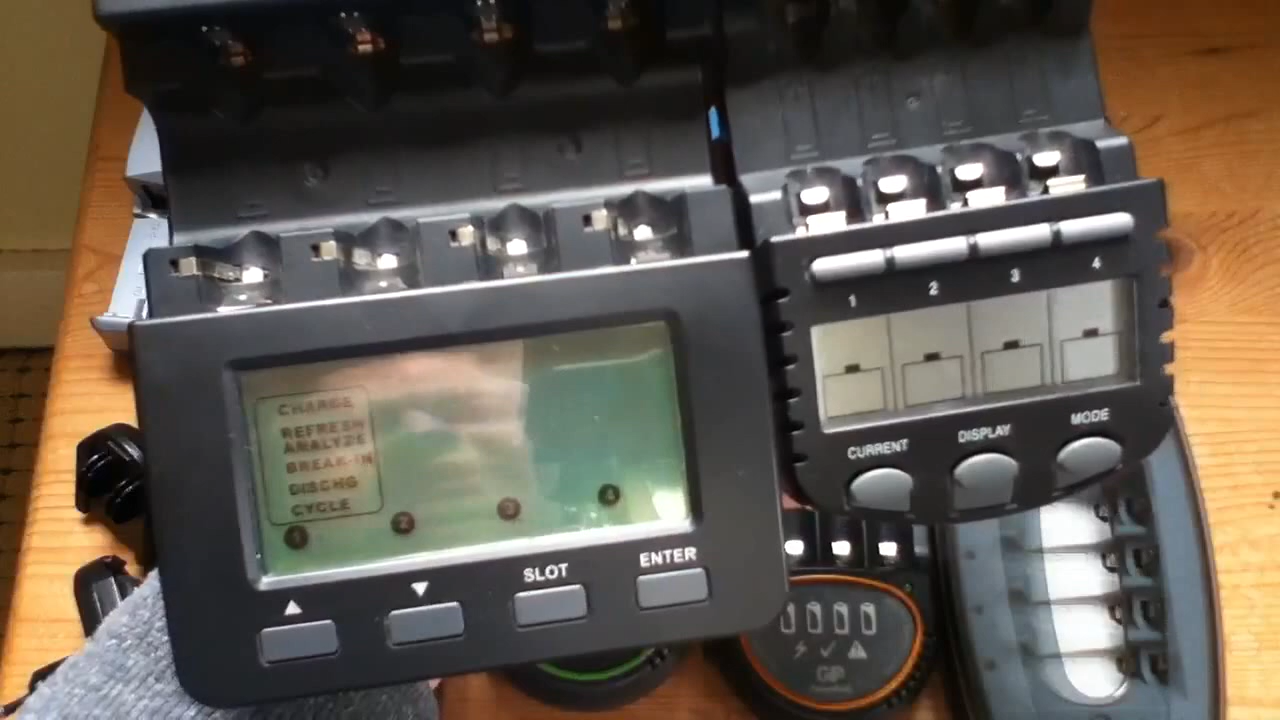 CHARGE
REFRESH
ANALYZE
BREAK-IN
DISCHG
CYCLE
1 2 3 4
▲ ▼ SLOT ENTER
1 2 3 4
CURRENT DISPLAY MODE
GP